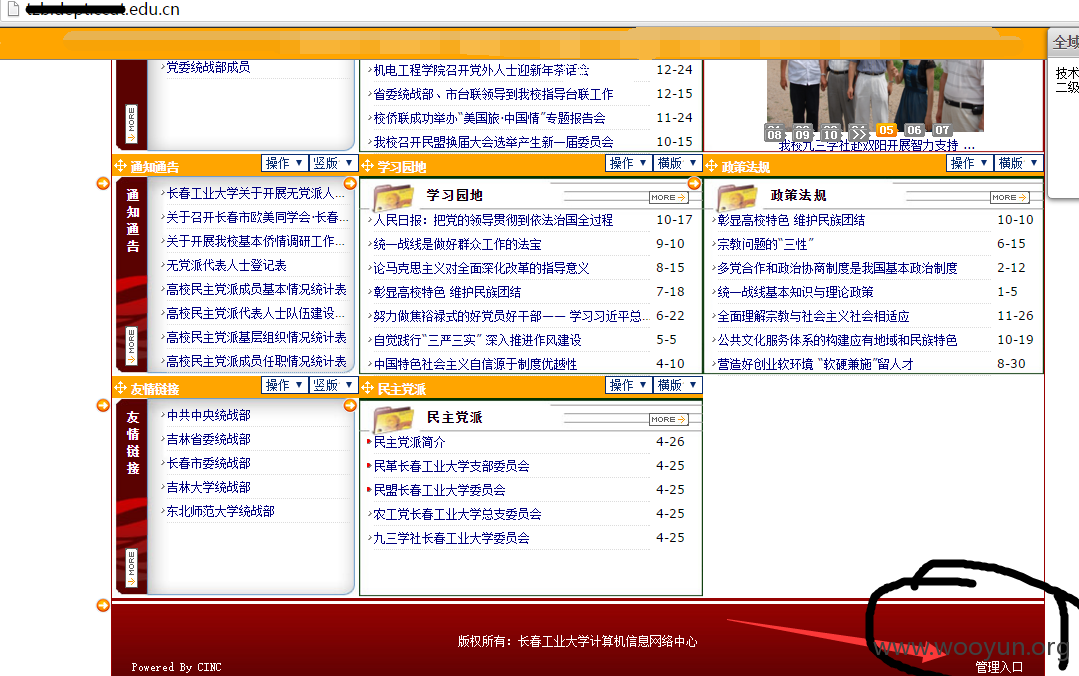 .edu.cn
全域
技术
二级
党委统战部成员
MORE
机电工程学院召开党外人士迎新年茶话会 12-24
省委统战部、市台联领导到我校指导台联工作 12-15
校侨联成功举办“美国旅·中国情”专题报告会 11-24
我校召开民盟换届大会选举产生新一届委员会 10-15
05 06 07
08 09 10 >>
我校九三学社赴双阳开展智力支持 ...
通知通告 操作 ▼ 竖版 ▼
学习园地 操作 ▼ 横版 ▼
政策法规 操作 ▼ 横版 ▼
通知通告
MORE
长春工业大学关于开展无党派人...
关于召开长春市欧美同学会·长春...
关于开展我校基本侨情调研工作...
无党派代表人士登记表
高校民主党派成员基本情况统计表
高校民主党派代表人士队伍建设...
高校民主党派基层组织情况统计表
高校民主党派成员任职情况统计表
学习园地 MORE
人民日报：把党的领导贯彻到依法治国全过程 10-17
统一战线是做好群众工作的法宝 9-10
论马克思主义对全面深化改革的指导意义 8-15
彰显高校特色 维护民族团结 7-18
努力做焦裕禄式的好党员好干部—— 学习习近平总... 6-22
自觉践行“三严三实” 深入推进作风建设 5-5
中国特色社会主义自信源于制度优越性 4-10
政策法规 MORE
彰显高校特色 维护民族团结 10-10
宗教问题的“三性” 6-15
多党合作和政治协商制度是我国基本政治制度 2-12
统一战线基本知识与理论政策 1-5
全面理解宗教与社会主义社会相适应 11-26
公共文化服务体系的构建应有地域和民族特色 10-19
营造好创业软环境 “软硬兼施”留人才 8-30
友情链接 操作 ▼ 竖版 ▼
民主党派 操作 ▼ 横版 ▼
友情链接
MORE
中共中央统战部
吉林省委统战部
长春市委统战部
吉林大学统战部
东北师范大学统战部
民主党派 MORE
民主党派简介 4-26
民革长春工业大学支部委员会 4-25
民盟长春工业大学委员会 4-25
农工党长春工业大学总支委员会 4-25
九三学社长春工业大学委员会 4-25
版权所有：长春工业大学计算机信息网络中心
www.wooyun.org
Powered By CINC
管理入口